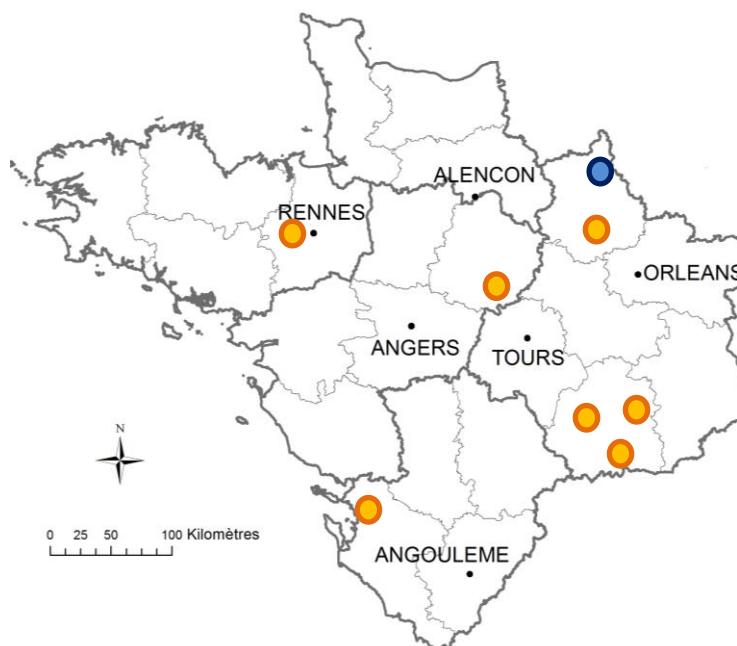 ALENCON
RENNES
ORLEANS
ANGERS
TOURS
N
0 25 50 100 Kilomètres
ANGOULEME